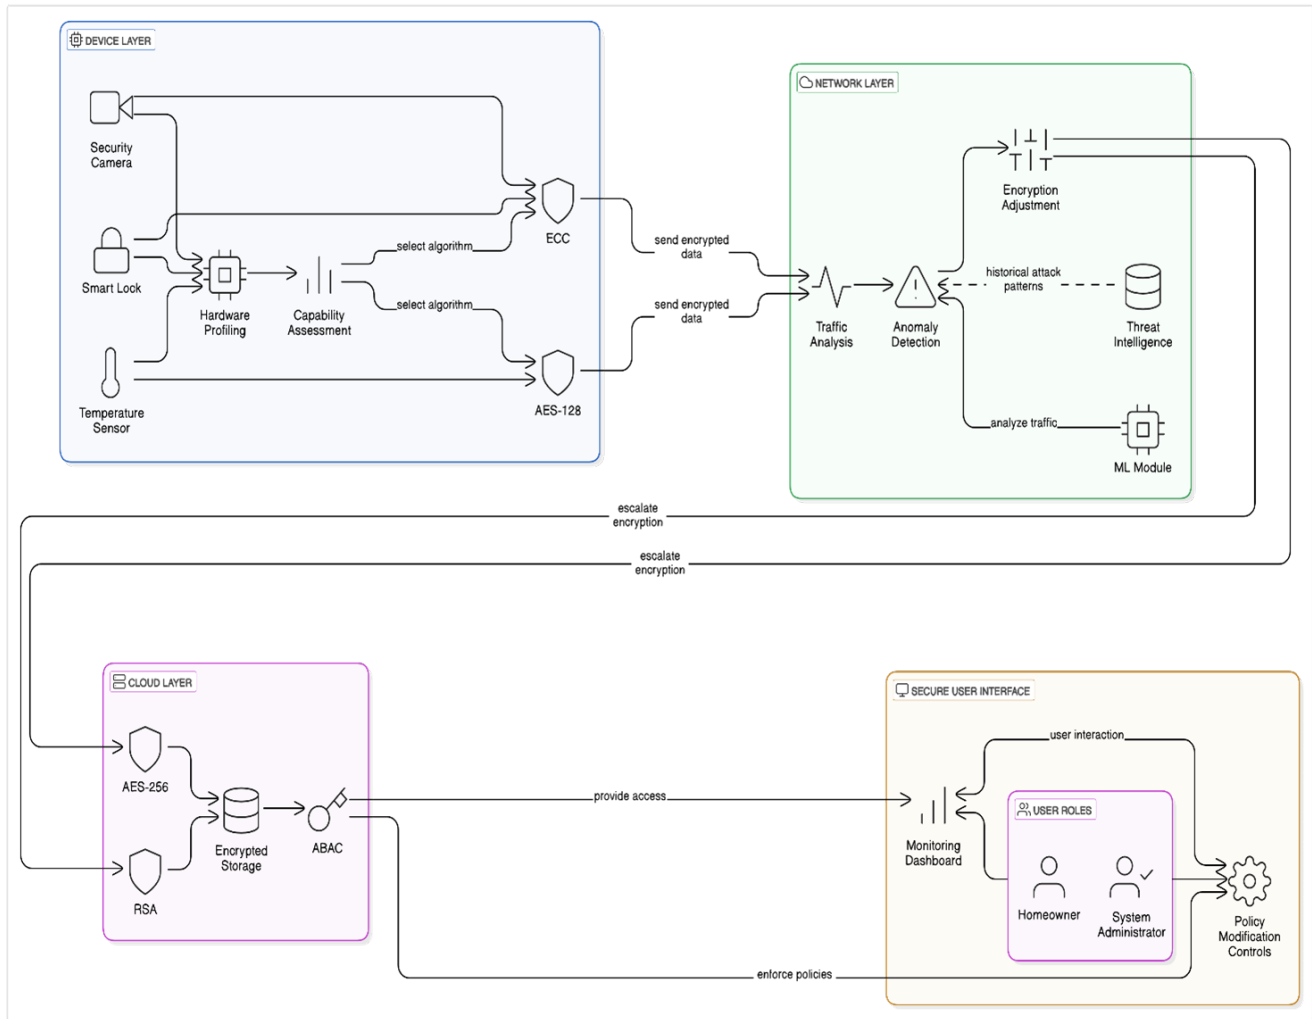 DEVICE LAYER
Security
Camera
Smart Lock
Temperature
Sensor
Hardware
Profiling
Capability
Assessment
select algorithm
select algorithm
ECC
AES-128
send encrypted
data
send encrypted
data
NETWORK LAYER
Traffic
Analysis
Anomaly
Detection
Encryption
Adjustment
historical attack
patterns
Threat
Intelligence
analyze traffic
ML Module
escalate
encryption
escalate
encryption
CLOUD LAYER
AES-256
RSA
Encrypted
Storage
ABAC
provide access
enforce policies
SECURE USER INTERFACE
user interaction
Monitoring
Dashboard
USER ROLES
Homeowner
System
Administrator
Policy
Modification
Controls